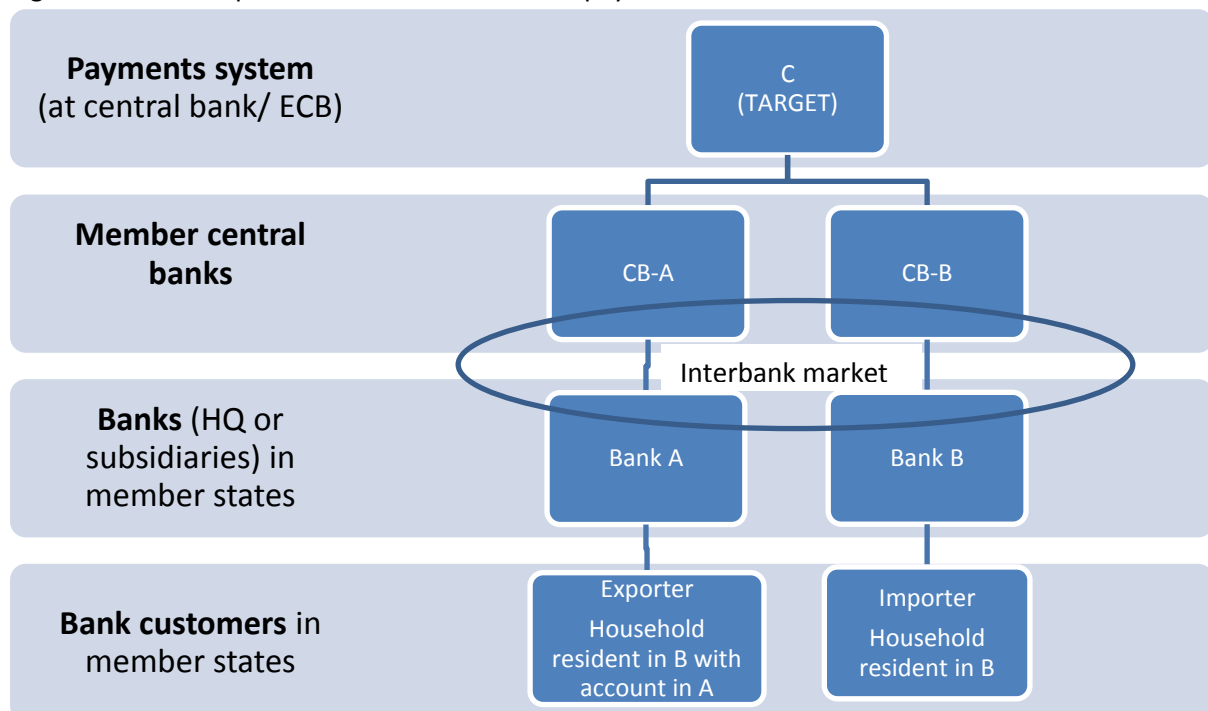 Payments system
(at central bank/ ECB)
C
(TARGET)
Member central
banks
CB-A
CB-B
Interbank market
Banks (HQ or
subsidiaries) in
member states
Bank A
Bank B
Bank customers in
member states
Exporter
Household
resident in B with
account in A
Importer
Household
resident in B